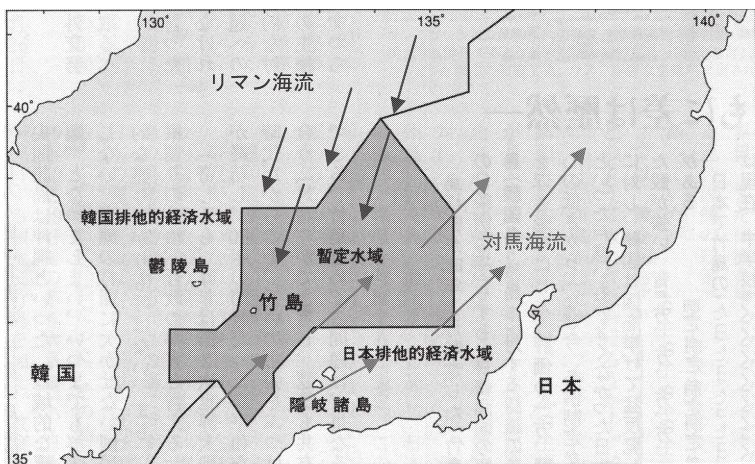 130°
135°
140°
リマン海流
40°
韓国排他的経済水域
鬱陵島
暫定水域
対馬海流
竹島
日本排他的経済水域
韓国
日本
隠岐諸島
35°